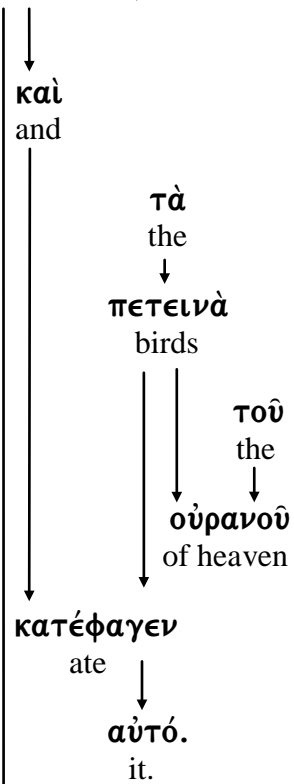 καὶ
and
τὰ
the
πετεινὰ
birds
τοῦ
the
οὐρανοῦ
of heaven
κατέφαγεν
ate
αὐτό.
it.